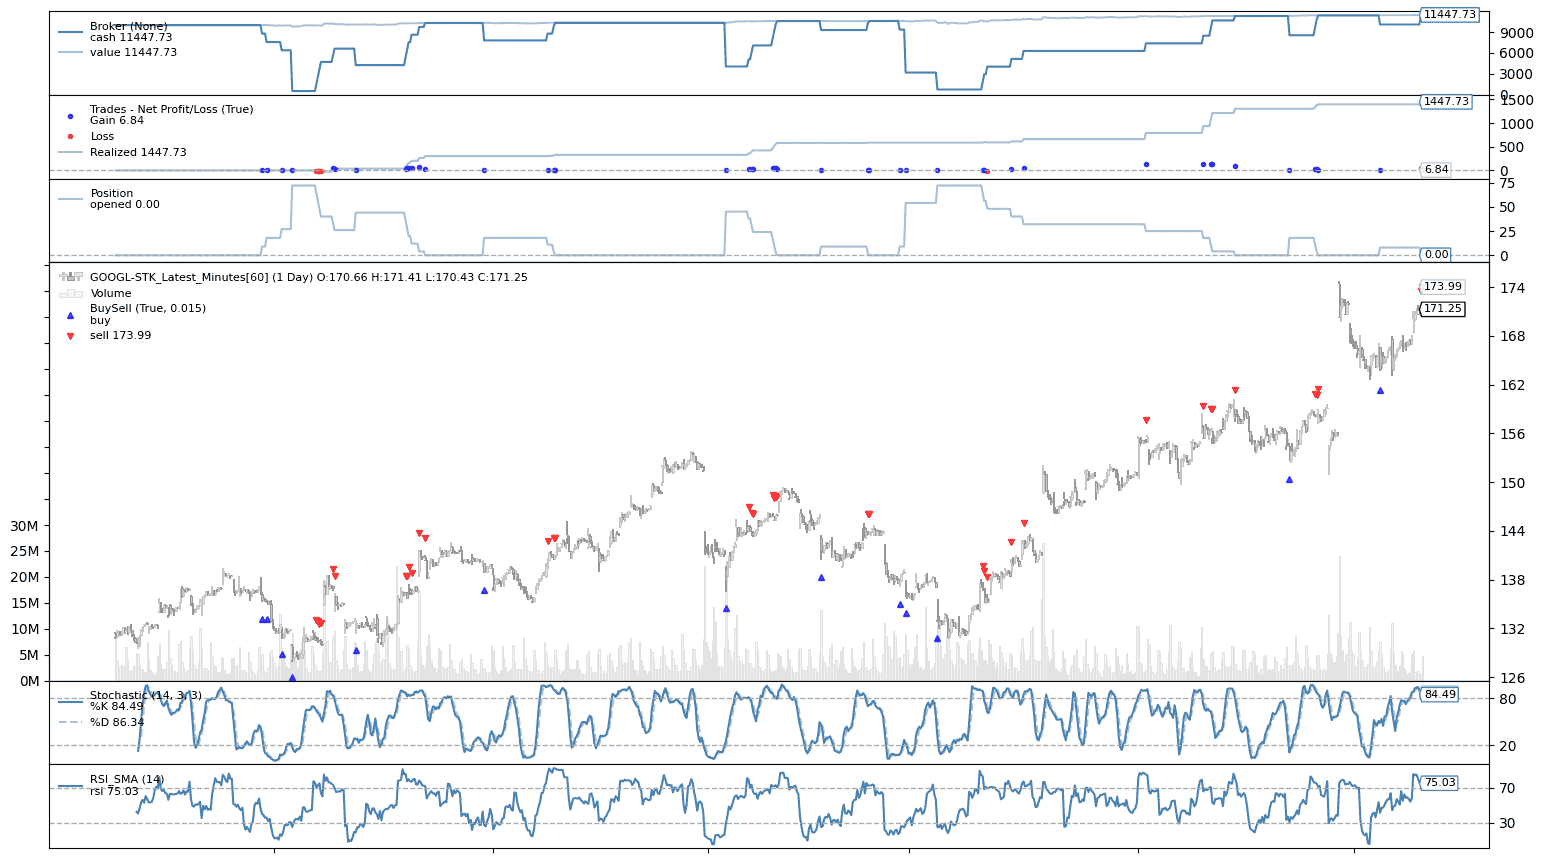 Broker (None)
cash 11447.73
value 11447.73
11447.73
9000
6000
3000
0
Trades - Net Profit/Loss (True)
Gain 6.84
Loss
Realized 1447.73
1500
1447.73
1000
500
0
6.84
Position
opened 0.00
75
50
25
0
0.00
GOOGL-STK_Latest_Minutes[60] (1 Day) O:170.66 H:171.41 L:170.43 C:171.25
Volume
BuySell (True, 0.015)
buy
sell 173.99
173.99
171.25
174
168
162
156
150
144
138
132
126
30M
25M
20M
15M
10M
5M
0M
Stochastic (14, 3, 3)
%K 84.49
%D 86.34
84.49
80
20
RSI_SMA (14)
rsi 75.03
75.03
70
30